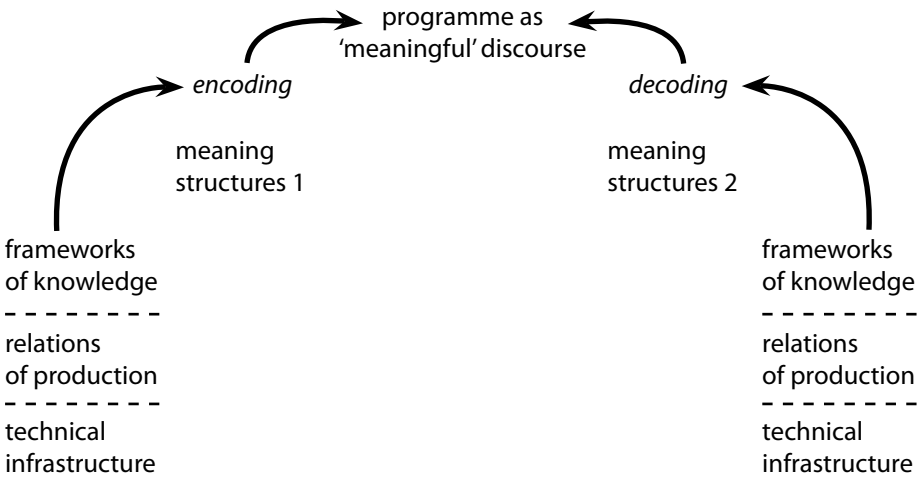 programme as
‘meaningful’ discourse
encoding
decoding
meaning
structures 1
meaning
structures 2
frameworks
of knowledge
relations
of production
technical
infrastructure
frameworks
of knowledge
relations
of production
technical
infrastructure